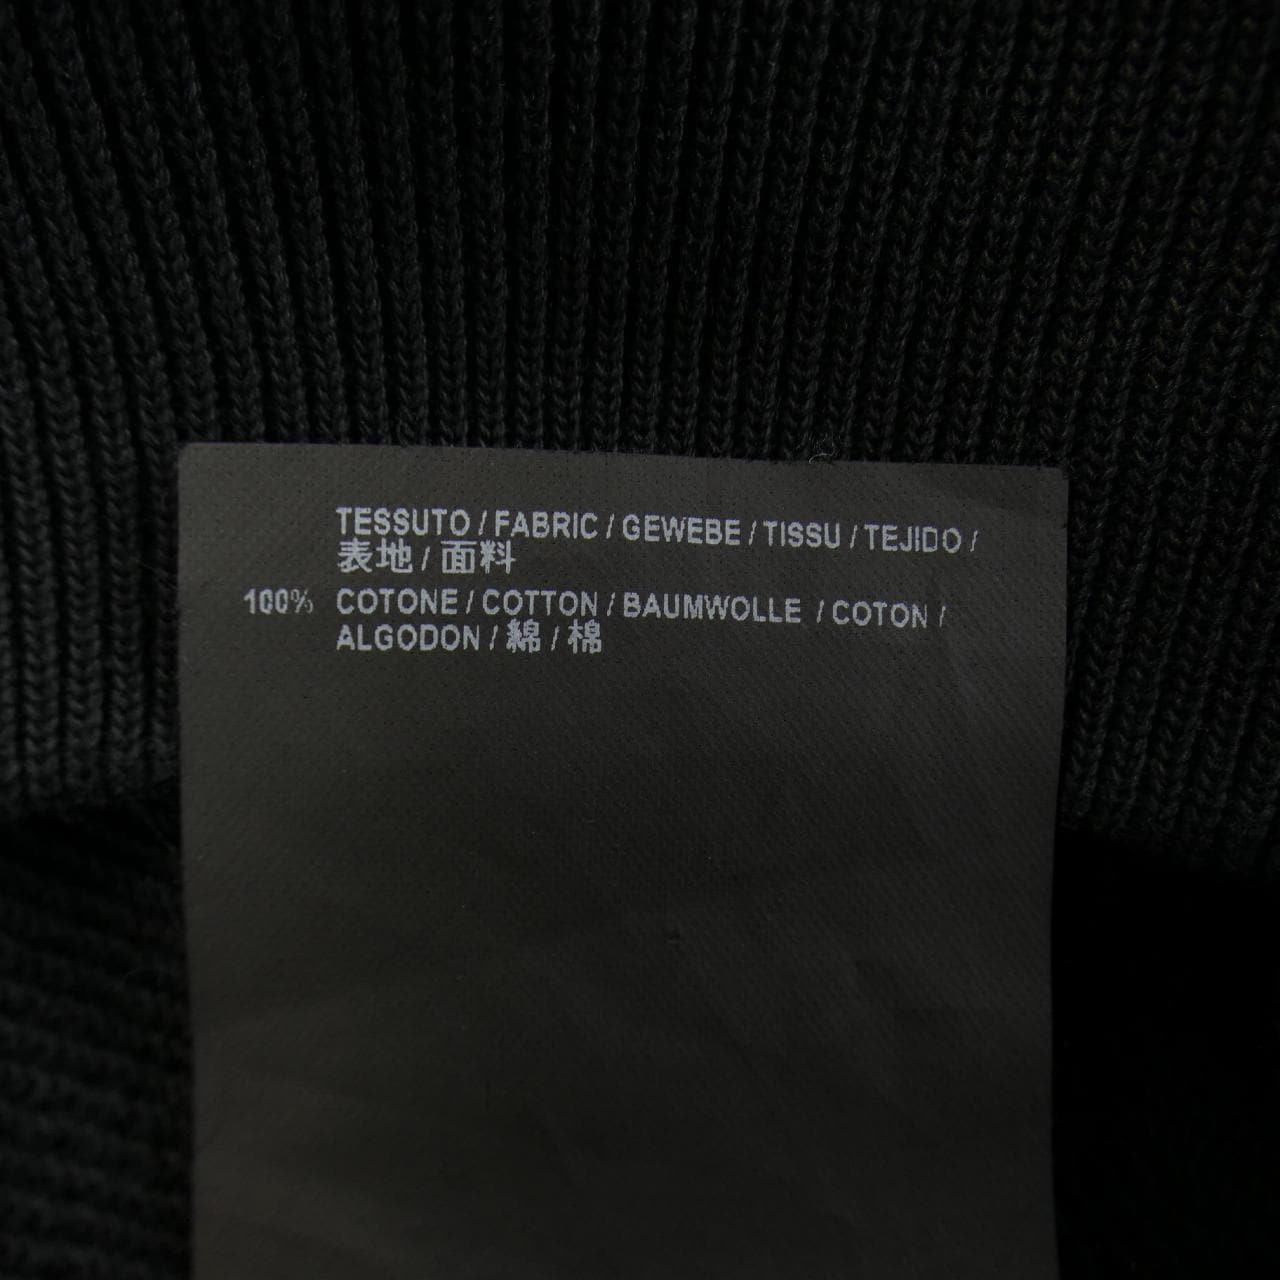 TESSUTO / FABRIC / GEWEBE / TISSU / TEJIDO /
表地 / 面料
100% COTONE / COTTON / BAUMWOLLE / COTON /
ALGODON / 綿 / 棉